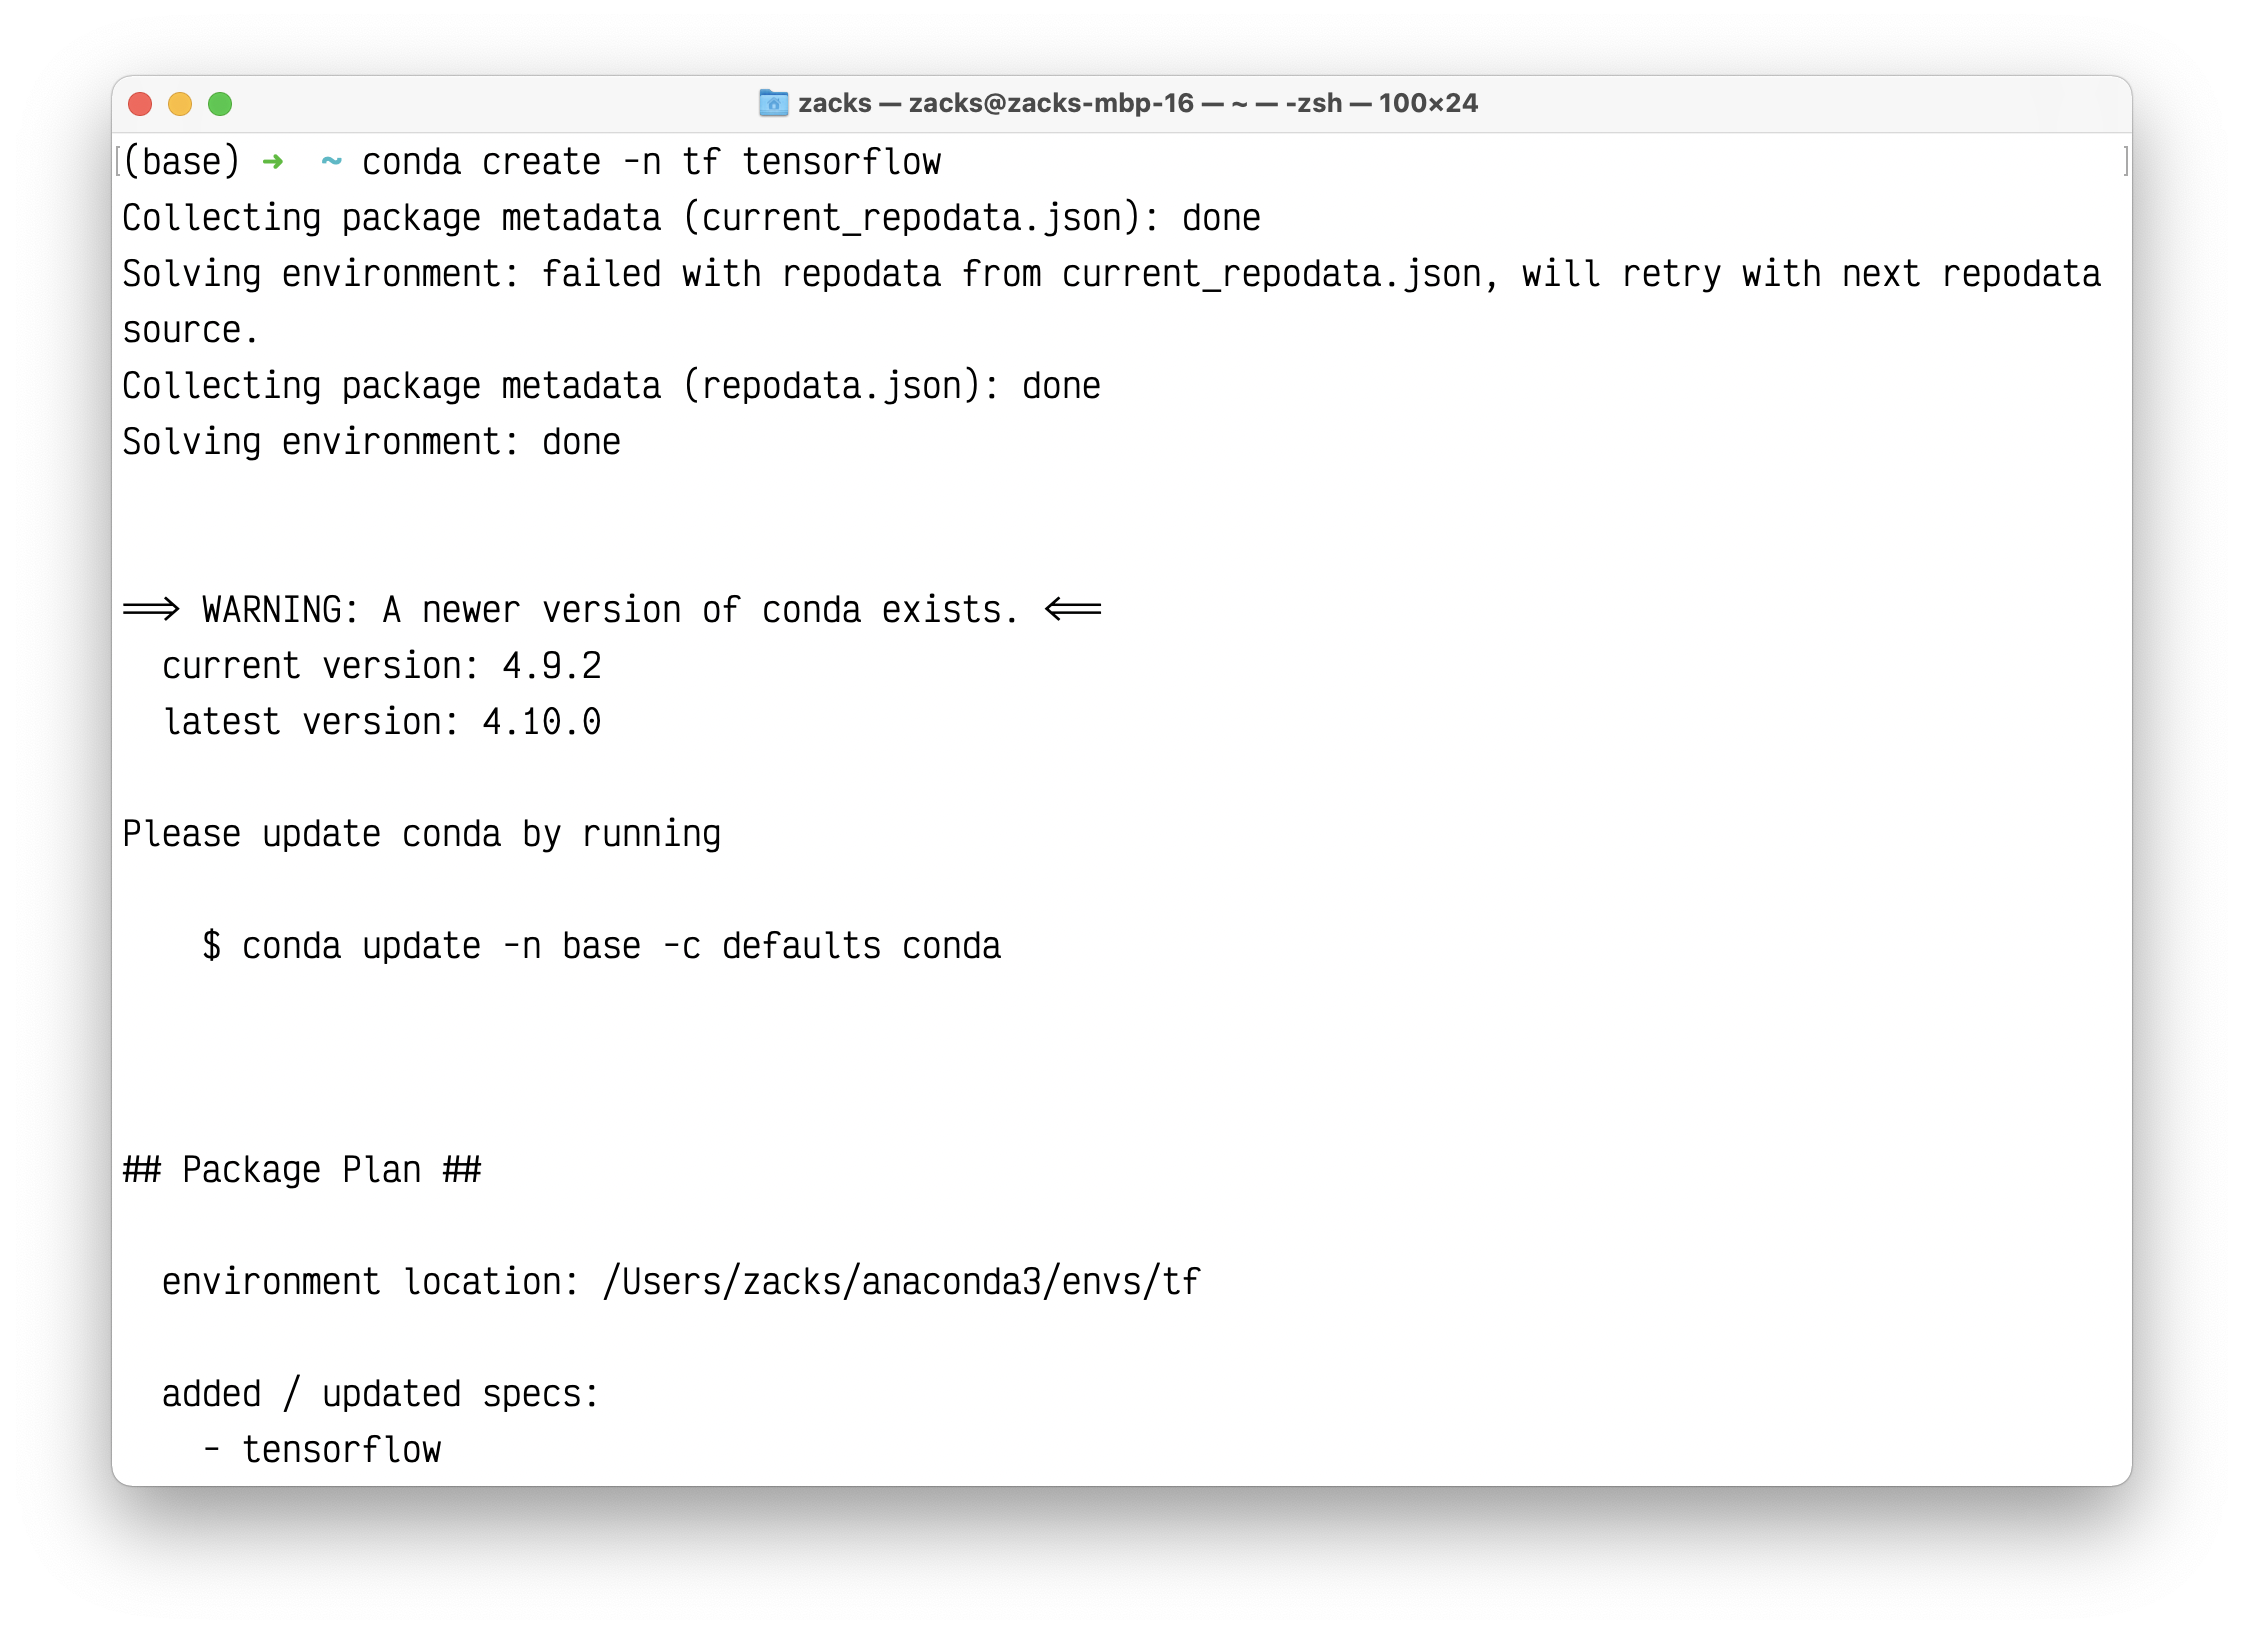 zacks — zacks@zacks-mbp-16 — ~ — -zsh — 100×24
(base) ➜  ~ conda create -n tf tensorflow
Collecting package metadata (current_repodata.json): done
Solving environment: failed with repodata from current_repodata.json, will retry with next repodata
source.
Collecting package metadata (repodata.json): done
Solving environment: done
==> WARNING: A newer version of conda exists. <==
  current version: 4.9.2
  latest version: 4.10.0
Please update conda by running
    $ conda update -n base -c defaults conda
## Package Plan ##
  environment location: /Users/zacks/anaconda3/envs/tf
  added / updated specs:
    - tensorflow